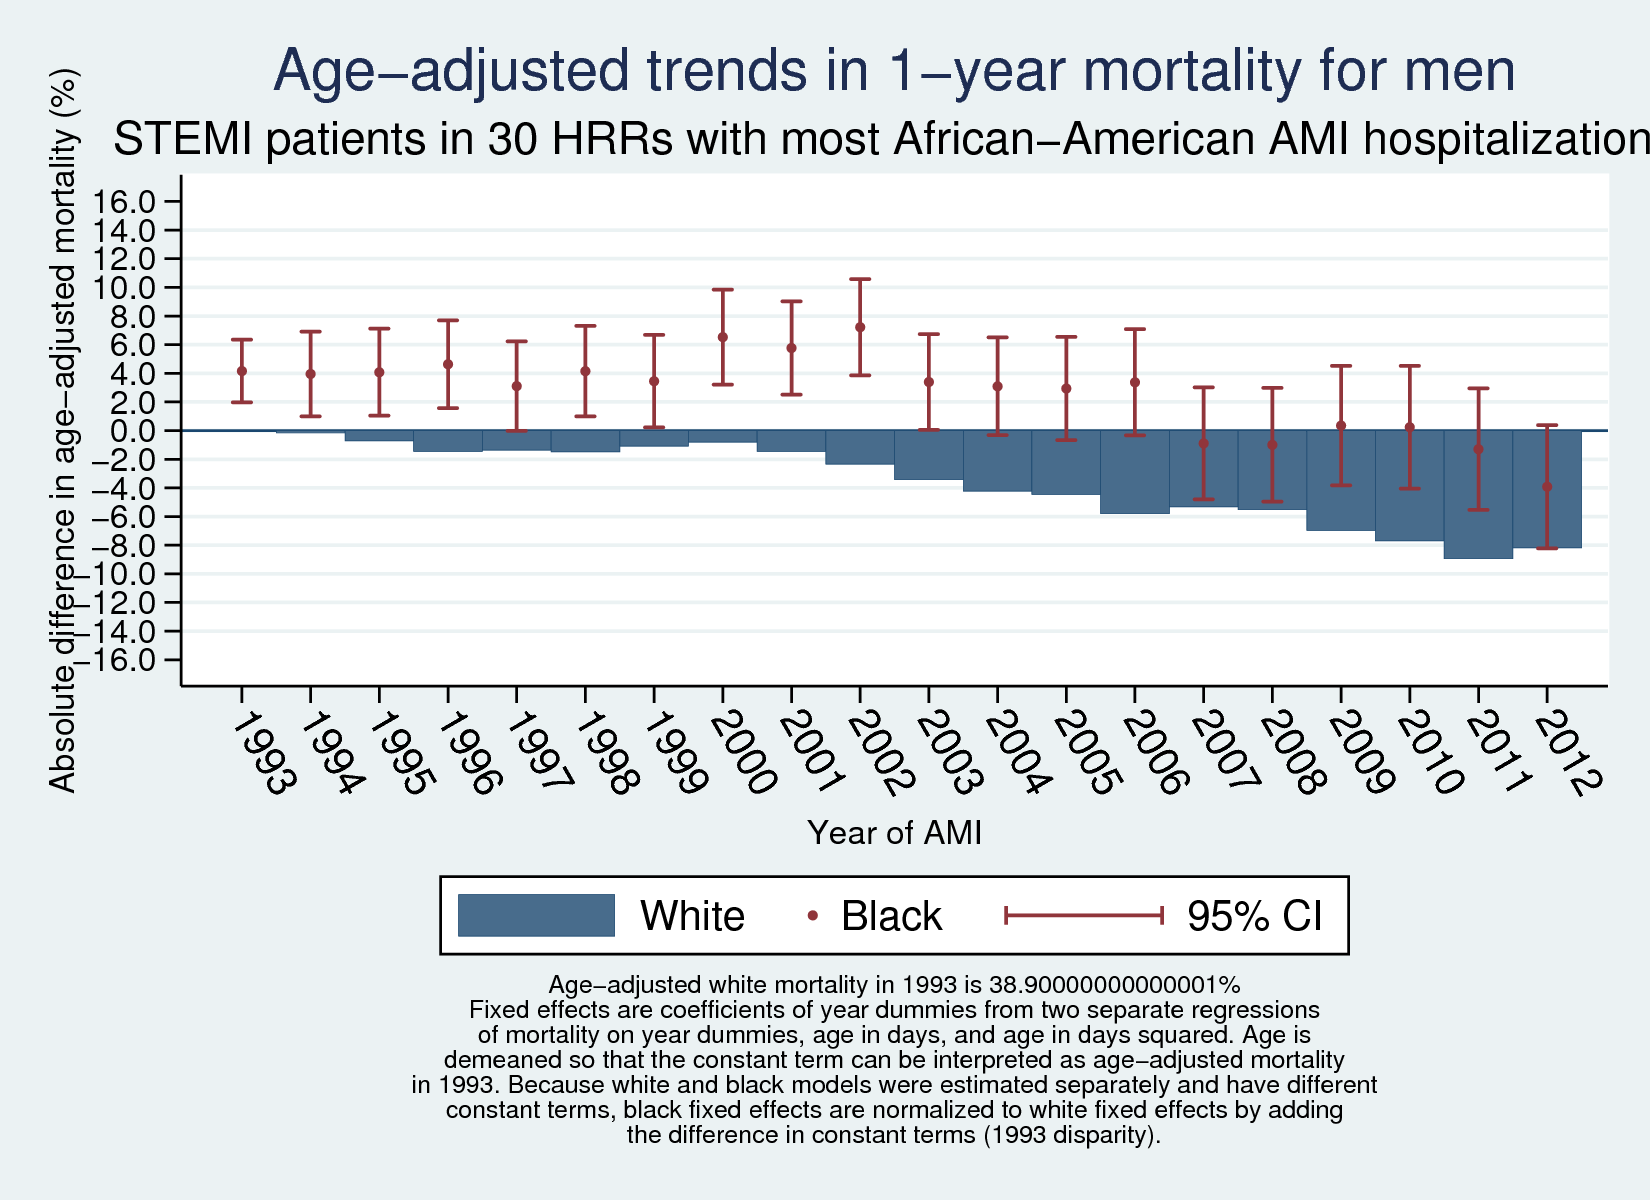 Age–adjusted trends in 1–year mortality for men
STEMI patients in 30 HRRs with most African–American AMI hospitalization
Absolute difference in age–adjusted mortality (%)
16.0
14.0
12.0
10.0
8.0
6.0
4.0
2.0
0.0
–2.0
–4.0
–6.0
–8.0
–10.0
–12.0
–14.0
–16.0
1993 1994 1995 1996 1997 1998 1999 2000 2001 2002 2003 2004 2005 2006 2007 2008 2009 2010 2011 2012
Year of AMI
White Black 95% CI
Age–adjusted white mortality in 1993 is 38.90000000000001%
Fixed effects are coefficients of year dummies from two separate regressions
of mortality on year dummies, age in days, and age in days squared. Age is
demeaned so that the constant term can be interpreted as age–adjusted mortality
in 1993. Because white and black models were estimated separately and have different
constant terms, black fixed effects are normalized to white fixed effects by adding
the difference in constant terms (1993 disparity).